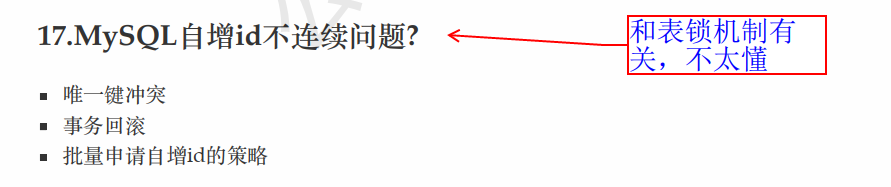 17.MySQL自增id不连续问题?
和表锁机制有
关，不太懂
唯一键冲突
事务回滚
批量申请自增id的策略